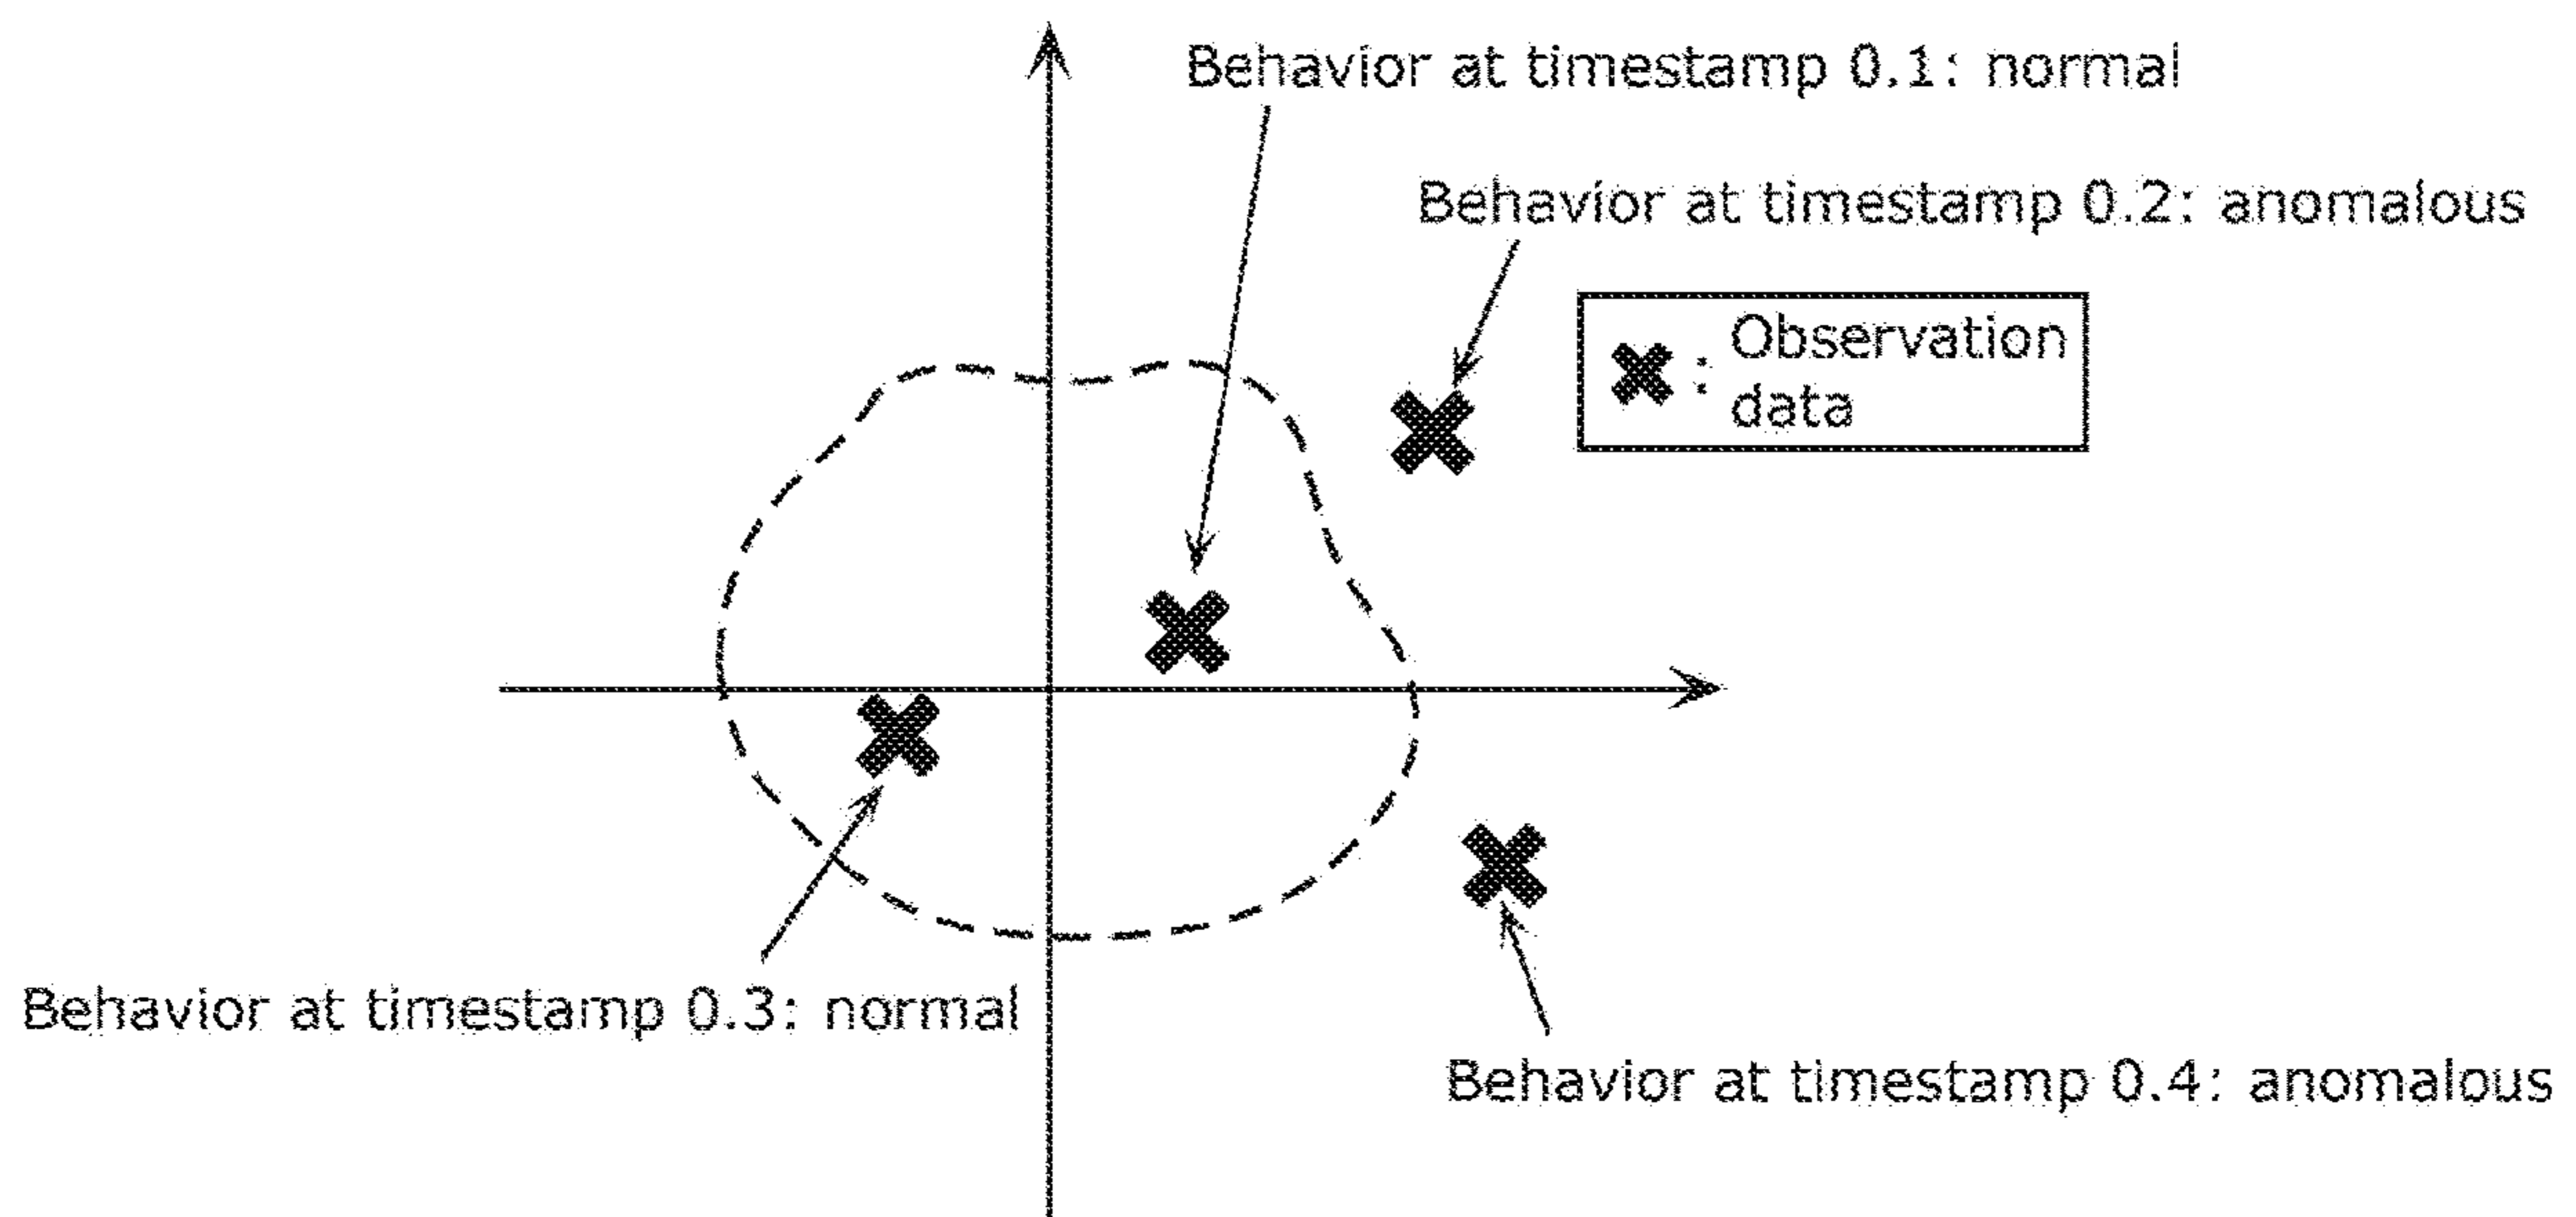 Behavior at timestamp 0.1: normal
Behavior at timestamp 0.2: anomalous
: Observation
data
Behavior at timestamp 0.3: normal
Behavior at timestamp 0.4: anomalous